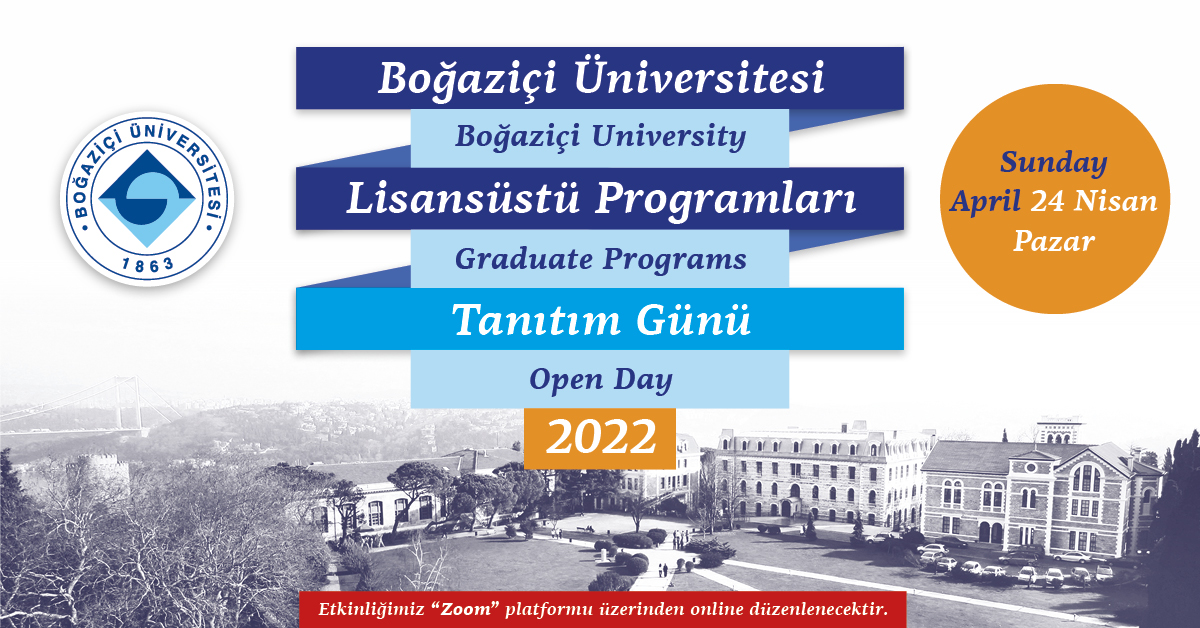 BOĞAZİÇİ ÜNİVERSİTESİ
1863
Boğaziçi Üniversitesi
Boğaziçi University
Lisansüstü Programları
Graduate Programs
Tanıtım Günü
Open Day
2022
Sunday
April 24 Nisan
Pazar
Etkinliğimiz “Zoom” platformu üzerinden online düzenlenecektir.